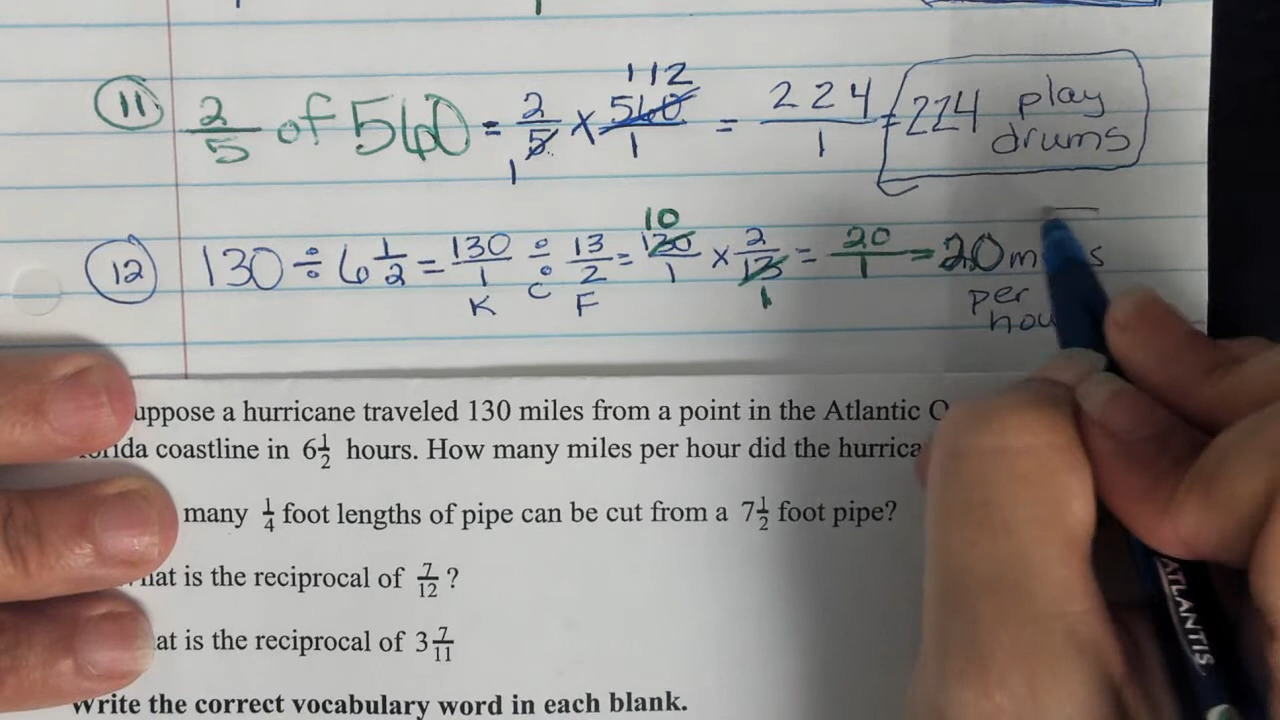 11 2/5 of 560 = 2/5 × 560/1 = 224/1 = 224 play drums
112
1
12 130 ÷ 6 1/2 = 130/1 ÷ 13/2 = 130/1 × 2/13 = 20/1 = 20
10
K C F 1
per
uppose a hurricane traveled 130 miles from a point in the Atlantic
coastline in 6 1/2 hours. How many miles per hour did the
many 1/4 foot lengths of pipe can be cut from a 7 1/2 foot pipe?
hat is the reciprocal of 7/12 ?
at is the reciprocal of 3 7/11
Write the correct vocabulary word in each blank.
ATLANTIS